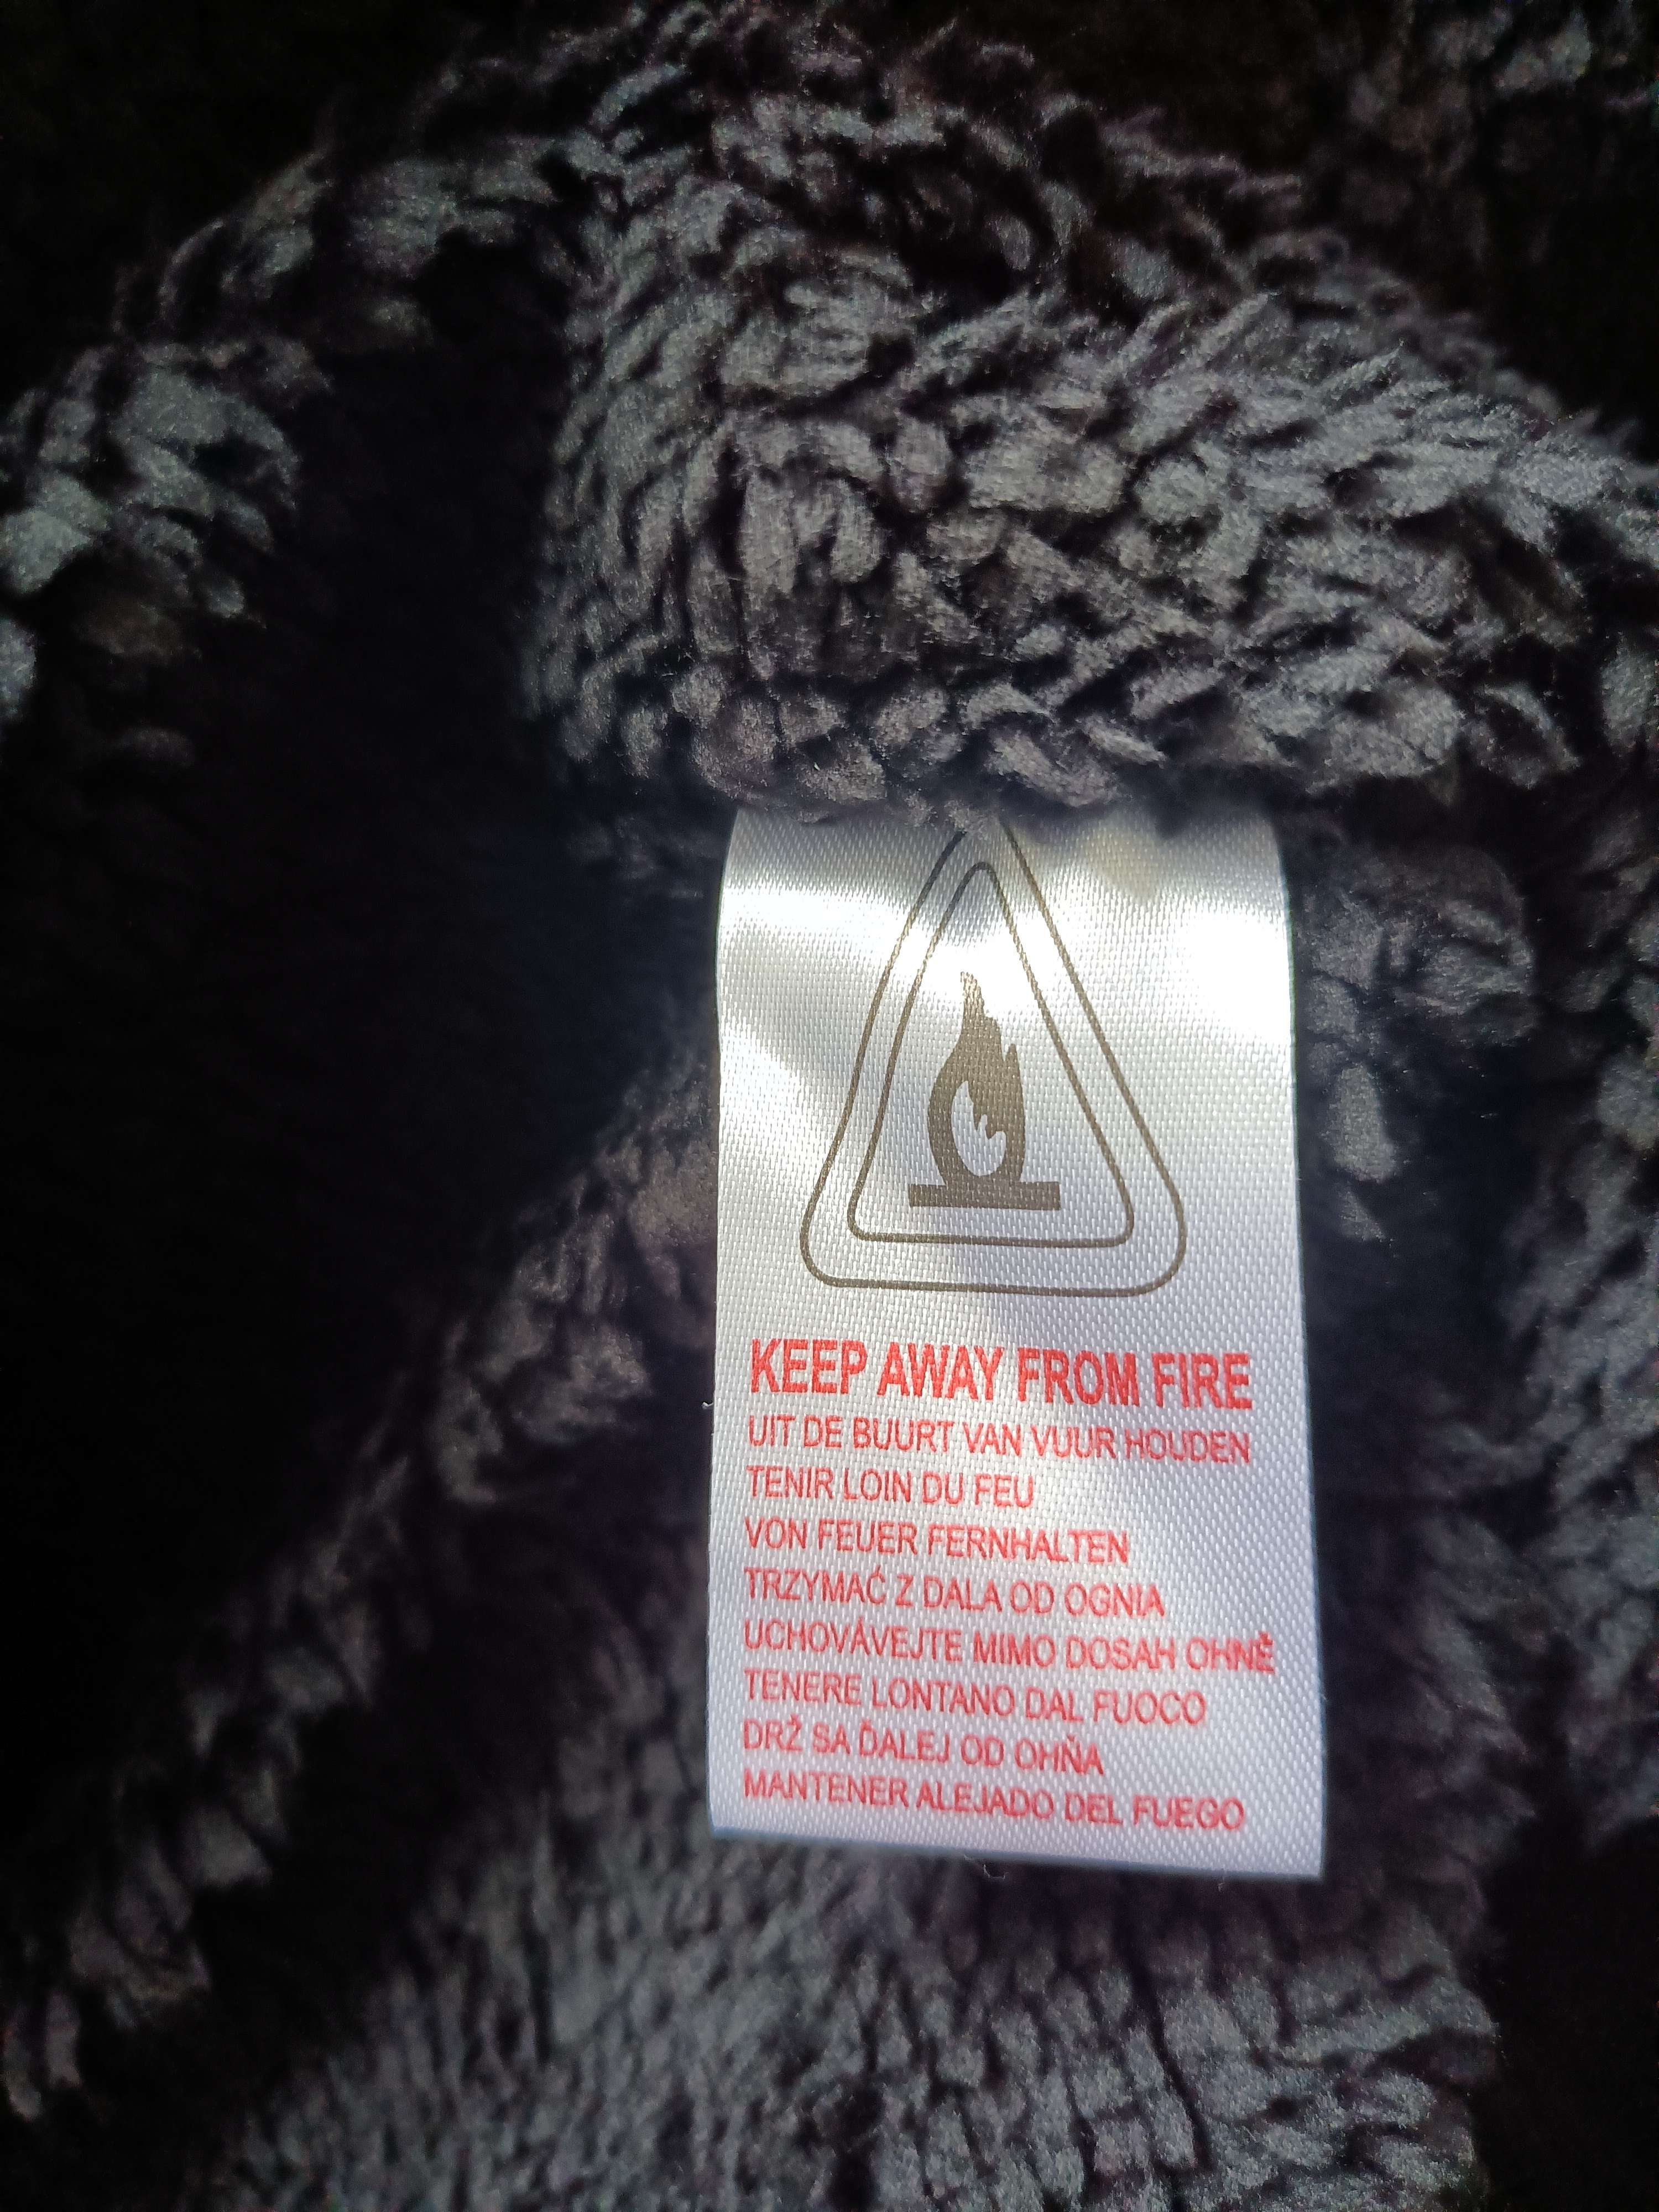 KEEP AWAY FROM FIRE
UIT DE BUURT VAN VUUR HOUDEN
TENIR LOIN DU FEU
VON FEUER FERNHALTEN
TRZYMAĆ Z DALA OD OGNIA
UCHOVÁVEJTE MIMO DOSAH OHNĚ
TENERE LONTANO DAL FUOCO
DRŽ SA ĎALEJ OD OHŇA
MANTENER ALEJADO DEL FUEGO